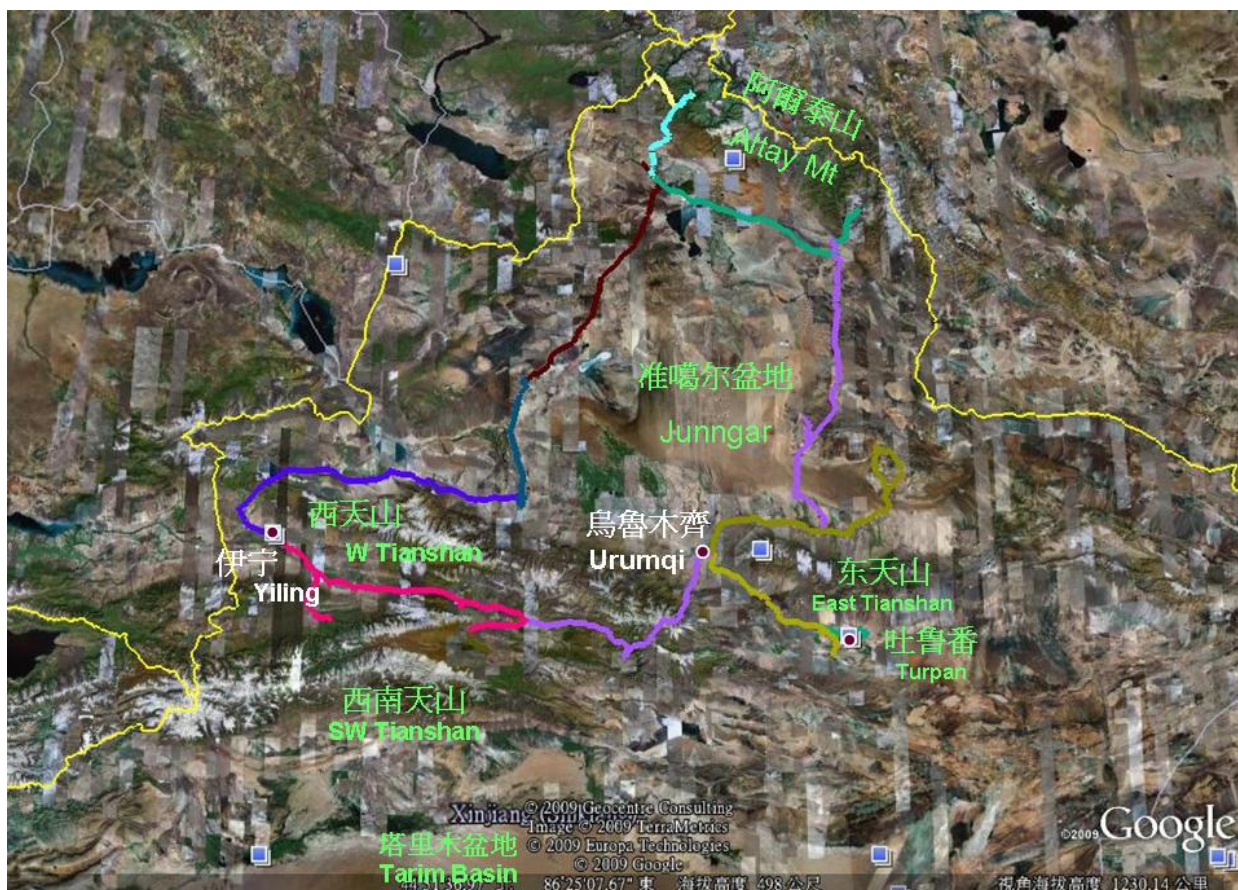 阿爾泰山
Altay Mt
准噶尔盆地
Junngar
西天山
W Tianshan
伊宁
Yiling
烏魯木齊
Urumqi
东天山
East Tianshan
吐鲁番
Turpan
西南天山
SW Tianshan
Xinjiang
© 2009 Geocentre Consulting
Image © 2009 TerraMetrics
© 2009 Europa Technologies
© 2009 Google
塔里木盆地
Tarim Basin
©2009 Google
86°25'07.67" 東 海拔高度 498 公尺 視角海拔高度 1230.14 公里